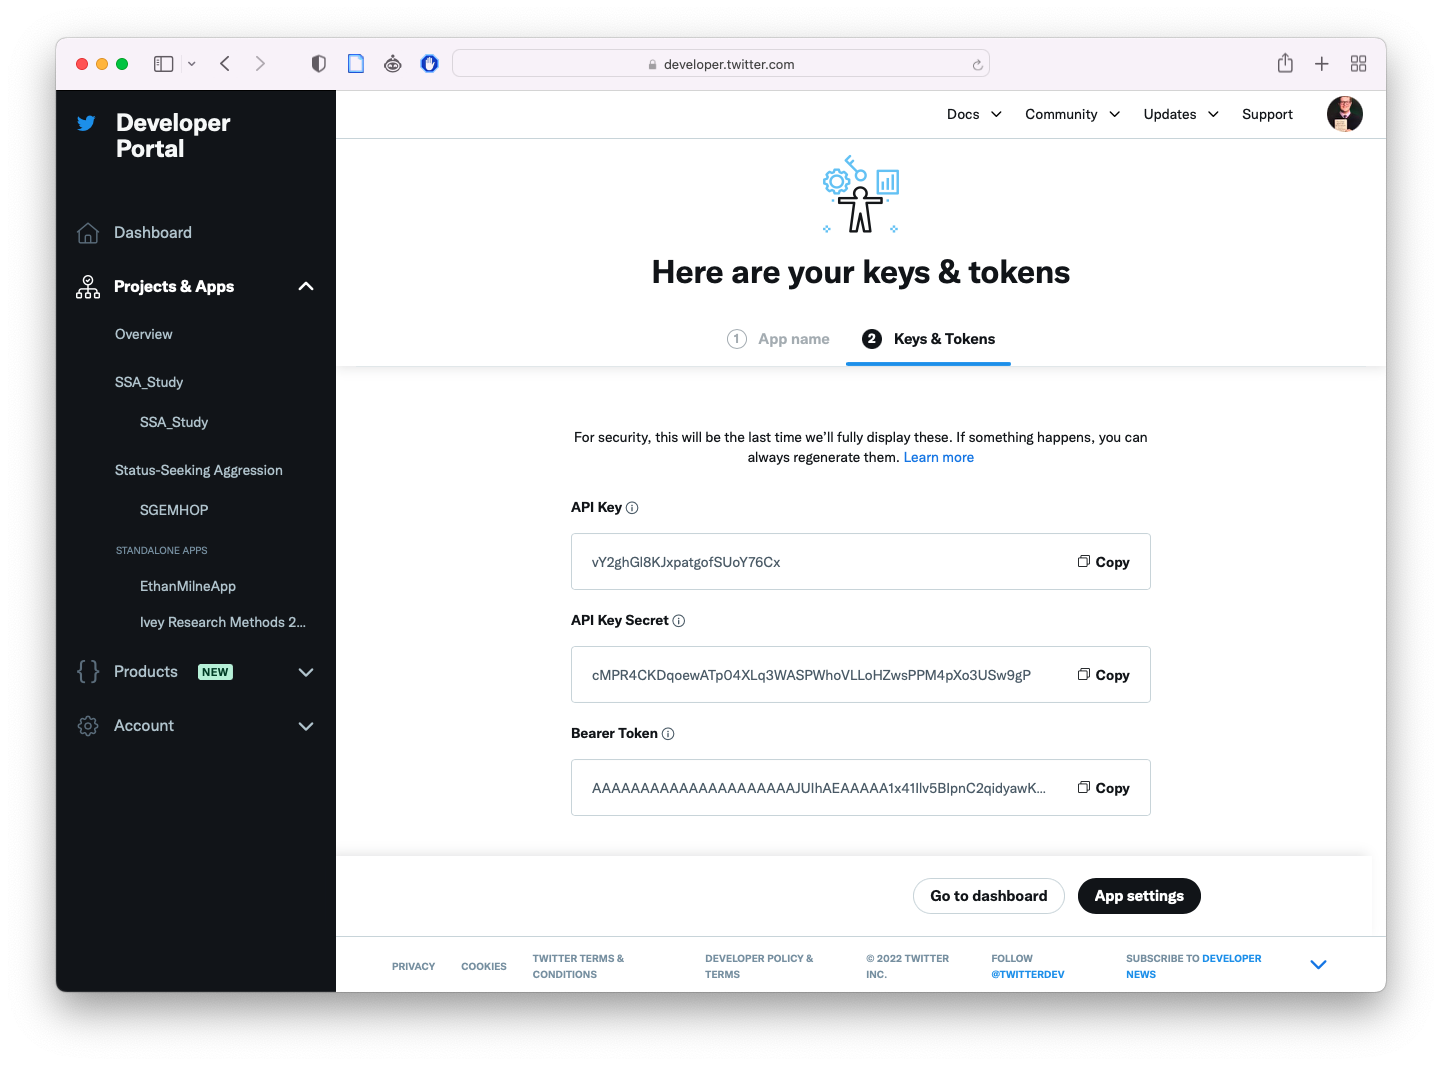 developer.twitter.com
Developer
Portal
Docs
Community
Updates
Support
Dashboard
Projects & Apps
Overview
SSA_Study
SSA_Study
Status-Seeking Aggression
SGEMHOP
STANDALONE APPS
EthanMilneApp
Ivey Research Methods 2...
Products NEW
Account
Here are your keys & tokens
1 App name
2 Keys & Tokens
For security, this will be the last time we'll fully display these. If something happens, you can
always regenerate them. Learn more
API Key
vY2ghGl8KJxpatgofSUoY76Cx
Copy
API Key Secret
cMPR4CKDqoewATp04XLq3WASPWhoVLLoHZwsPPM4pXo3USw9gP
Copy
Bearer Token
AAAAAAAAAAAAAAAAAAAAAJUIhAEAAAAA1x41Ilv5BIpnC2qidyawK...
Copy
Go to dashboard
App settings
PRIVACY
COOKIES
TWITTER TERMS &
CONDITIONS
DEVELOPER POLICY &
TERMS
© 2022 TWITTER
INC.
FOLLOW
@TWITTERDEV
SUBSCRIBE TO DEVELOPER
NEWS